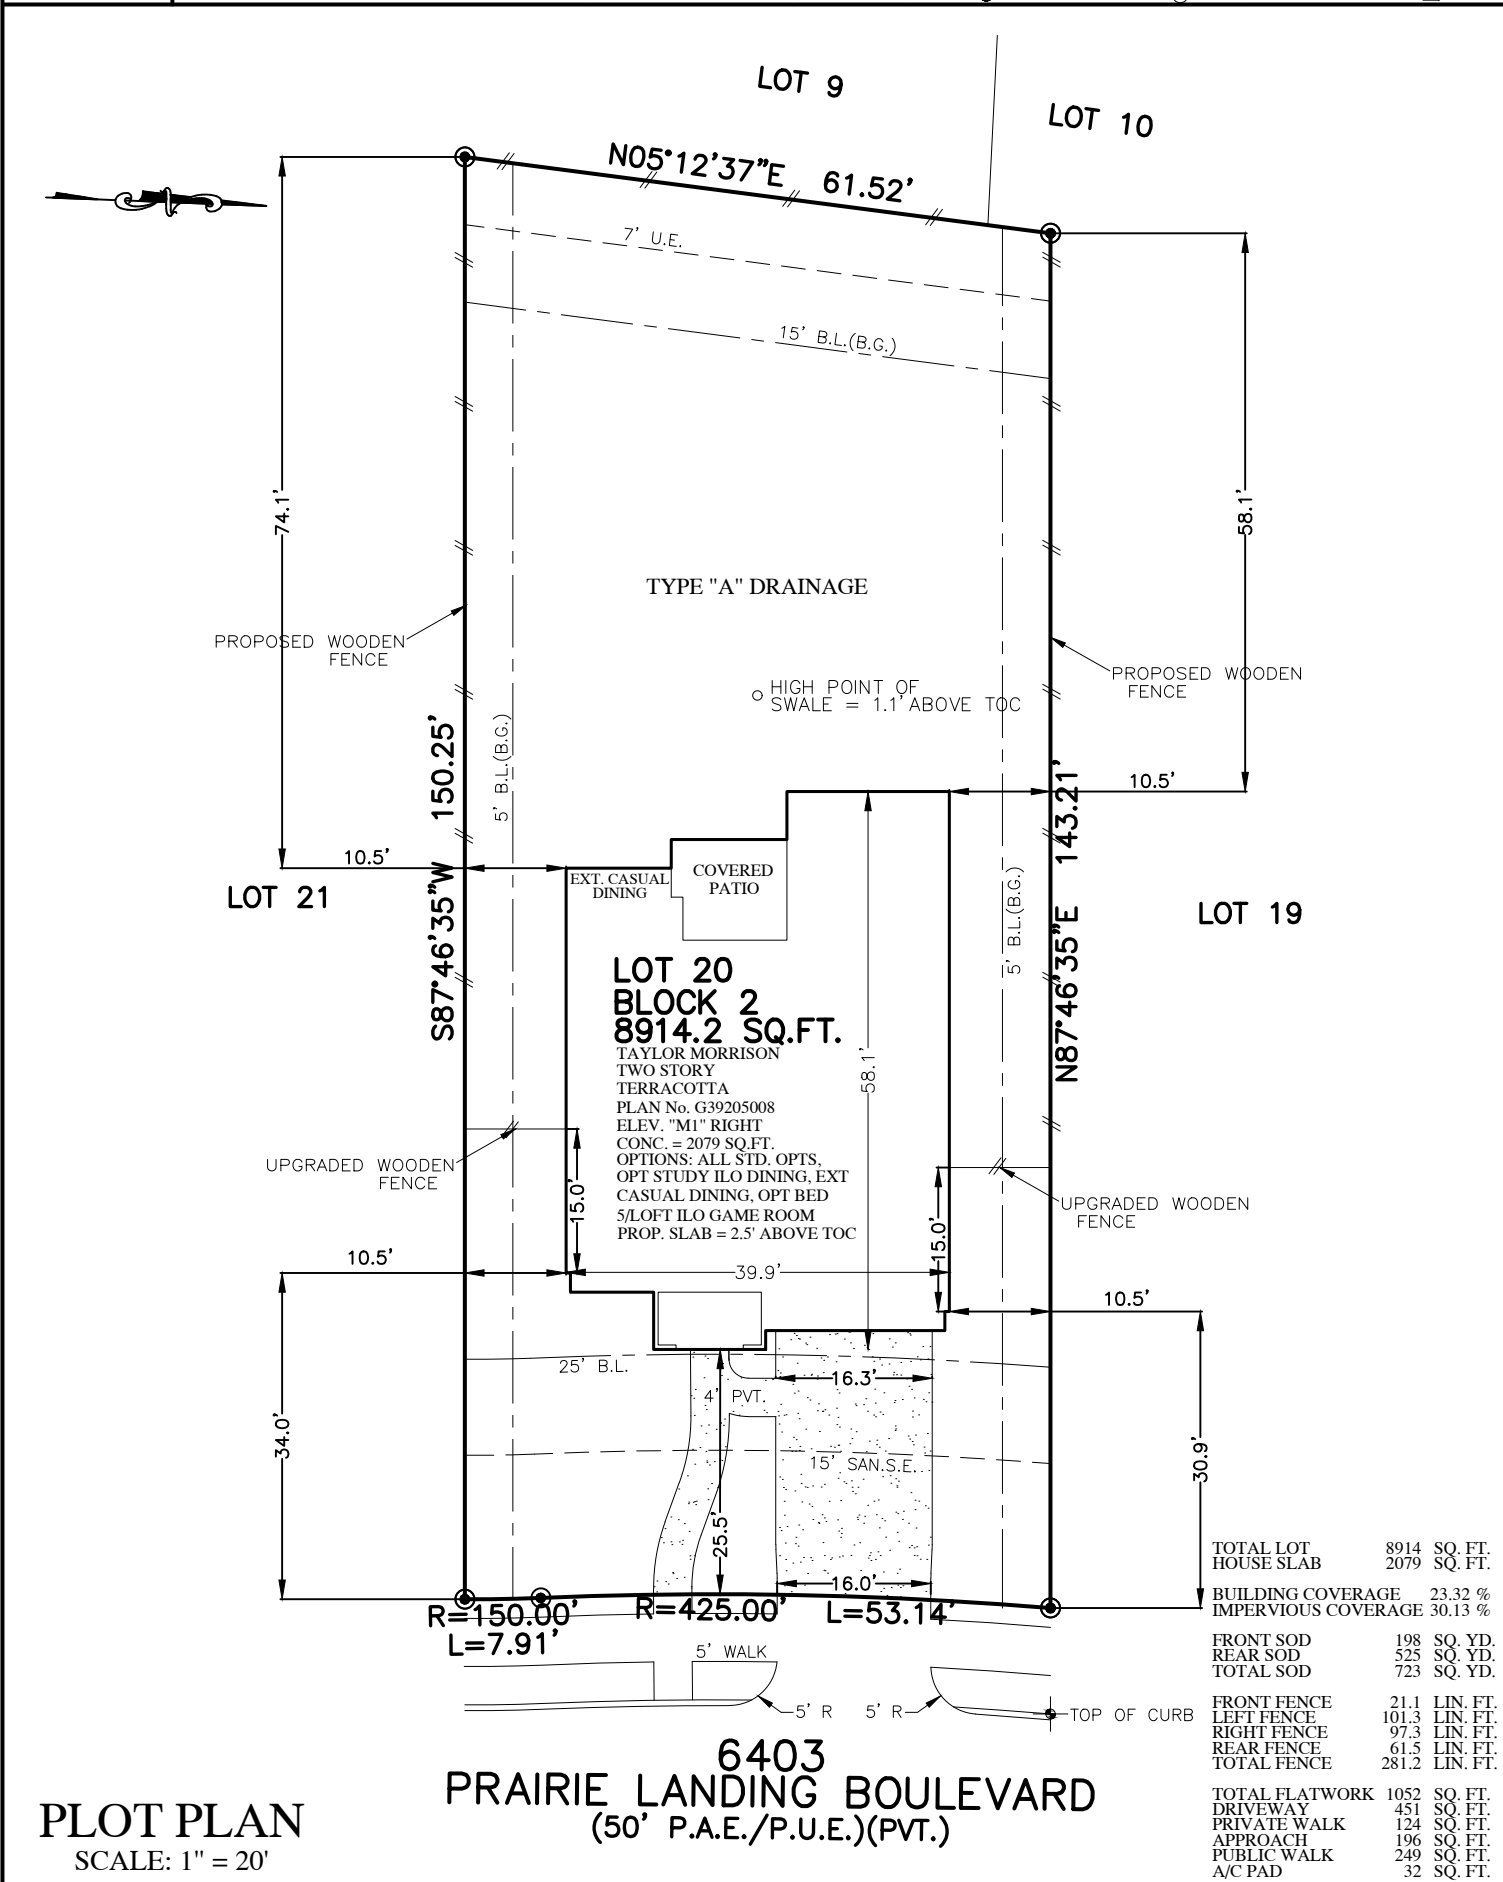 LOT 9
LOT 10
N05°12'37"E 61.52'
7' U.E.
15' B.L.(B.G.)
74.1'
58.1'
TYPE "A" DRAINAGE
PROPOSED WOODEN
FENCE
PROPOSED WOODEN
FENCE
HIGH POINT OF
SWALE = 1.1' ABOVE TOC
S87°46'35"W 150.25'
5' B.L.(B.G.)
N87°46'35"E 143.21'
5' B.L.(B.G.)
10.5'
10.5'
LOT 21
LOT 19
EXT. CASUAL
DINING
COVERED
PATIO
LOT 20
BLOCK 2
8914.2 SQ.FT.
TAYLOR MORRISON
TWO STORY
TERRACOTTA
PLAN No. G39205008
ELEV. "M1" RIGHT
CONC. = 2079 SQ.FT.
OPTIONS: ALL STD. OPTS,
OPT STUDY ILO DINING, EXT
CASUAL DINING, OPT BED
5/LOFT ILO GAME ROOM
PROP. SLAB = 2.5' ABOVE TOC
58.1'
UPGRADED WOODEN
FENCE
UPGRADED WOODEN
FENCE
15.0'
15.0'
10.5'
39.9'
10.5'
25' B.L.
16.3'
4' PVT.
34.0'
15' SAN.S.E.
30.9'
25.5'
16.0'
R=150.00'
L=7.91'
R=425.00'
L=53.14'
5' WALK
5' R
5' R
TOP OF CURB
6403
PRAIRIE LANDING BOULEVARD
(50' P.A.E./P.U.E.)(PVT.)
PLOT PLAN
SCALE: 1" = 20'
TOTAL LOT 8914 SQ. FT.
HOUSE SLAB 2079 SQ. FT.
BUILDING COVERAGE 23.32 %
IMPERVIOUS COVERAGE 30.13 %
FRONT SOD 198 SQ. YD.
REAR SOD 525 SQ. YD.
TOTAL SOD 723 SQ. YD.
FRONT FENCE 21.1 LIN. FT.
LEFT FENCE 101.3 LIN. FT.
RIGHT FENCE 97.3 LIN. FT.
REAR FENCE 61.5 LIN. FT.
TOTAL FENCE 281.2 LIN. FT.
TOTAL FLATWORK 1052 SQ. FT.
DRIVEWAY 451 SQ. FT.
PRIVATE WALK 124 SQ. FT.
APPROACH 196 SQ. FT.
PUBLIC WALK 249 SQ. FT.
A/C PAD 32 SQ. FT.